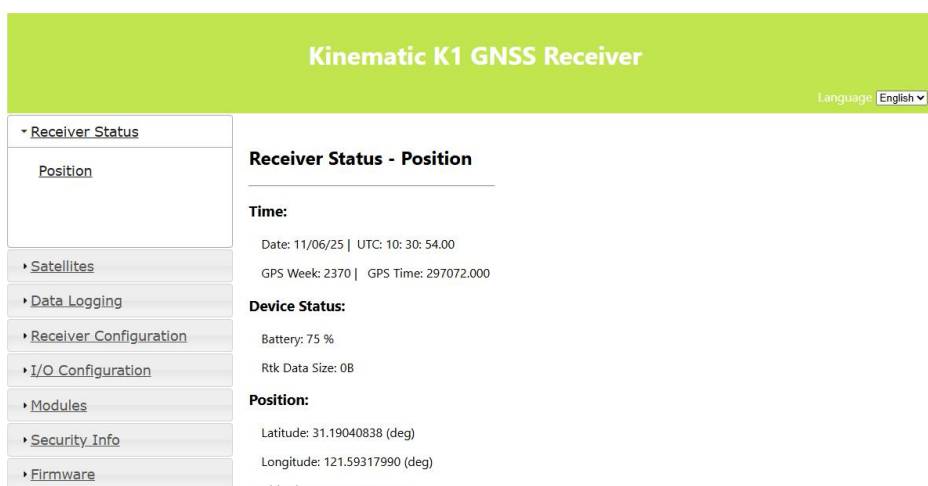 Kinematic K1 GNSS Receiver
Language English
Receiver Status
Position
Satellites
Data Logging
Receiver Configuration
I/O Configuration
Modules
Security Info
Firmware
Receiver Status - Position
Time:
Date: 11/06/25 | UTC: 10: 30: 54.00
GPS Week: 2370 | GPS Time: 297072.000
Device Status:
Battery: 75 %
Rtk Data Size: 0B
Position:
Latitude: 31.19040838 (deg)
Longitude: 121.59317990 (deg)